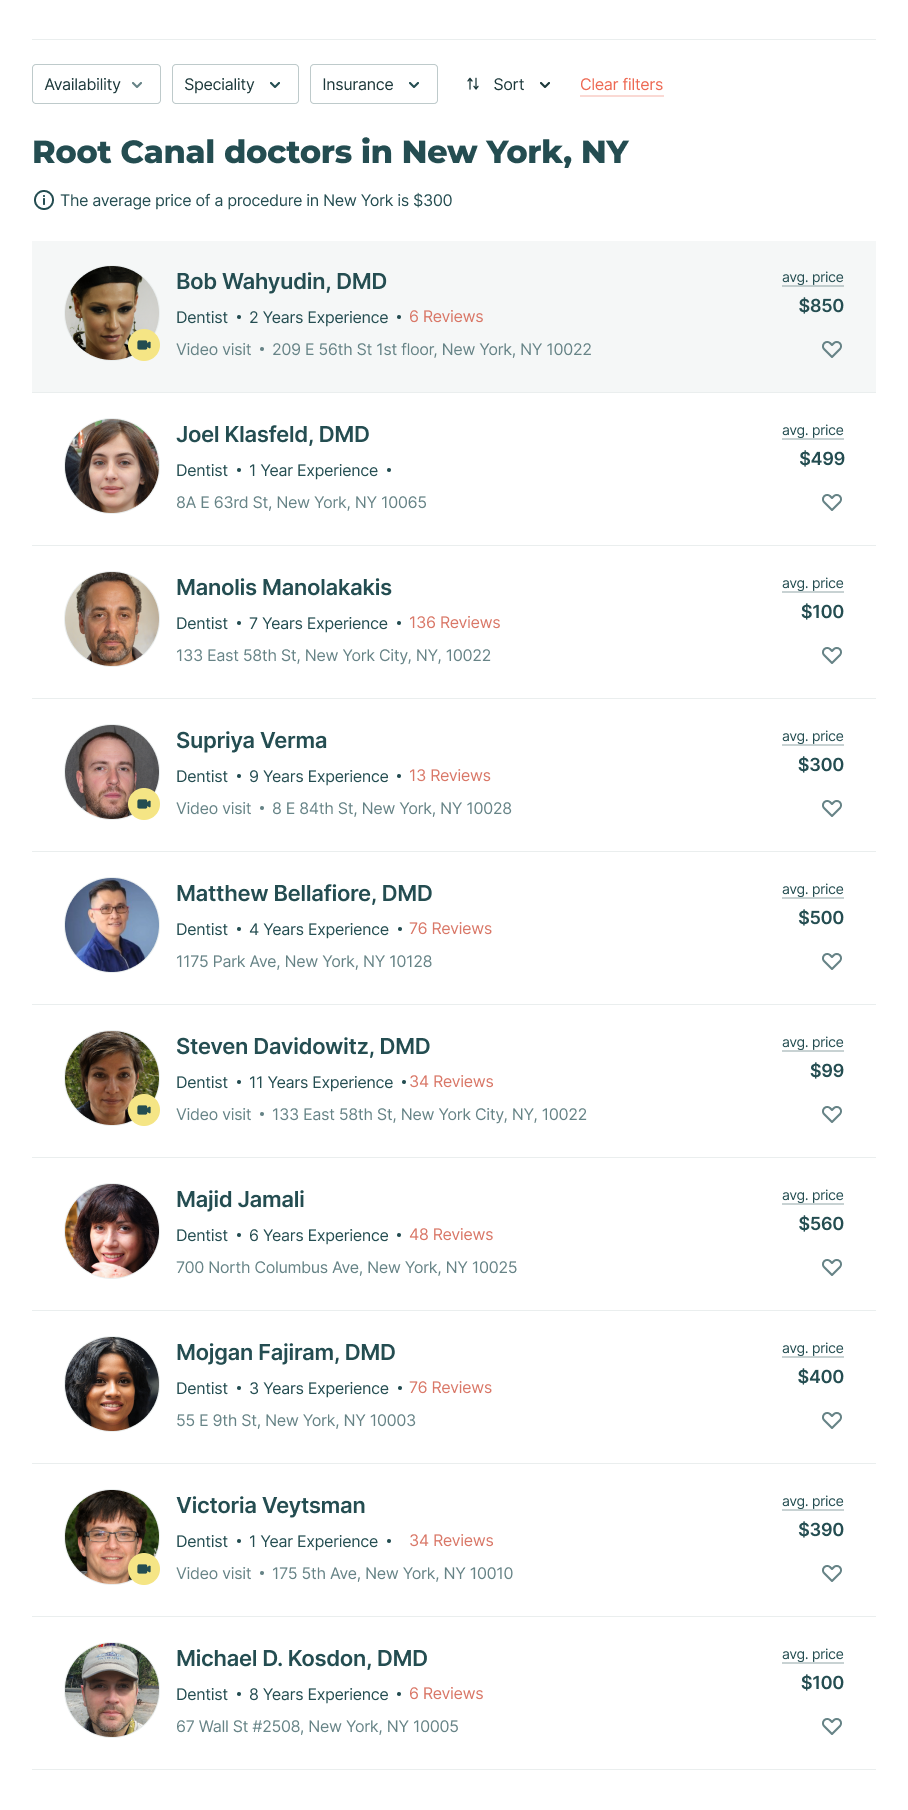 Availability Speciality Insurance Sort Clear filters
Root Canal doctors in New York, NY
The average price of a procedure in New York is $300
Bob Wahyudin, DMD
avg. price
Dentist • 2 Years Experience • 6 Reviews
$850
Video visit • 209 E 56th St 1st floor, New York, NY 10022
Joel Klasfeld, DMD
avg. price
Dentist • 1 Year Experience •
$499
8A E 63rd St, New York, NY 10065
Manolis Manolakakis
avg. price
Dentist • 7 Years Experience • 136 Reviews
$100
133 East 58th St, New York City, NY, 10022
Supriya Verma
avg. price
Dentist • 9 Years Experience • 13 Reviews
$300
Video visit • 8 E 84th St, New York, NY 10028
Matthew Bellafiore, DMD
avg. price
Dentist • 4 Years Experience • 76 Reviews
$500
1175 Park Ave, New York, NY 10128
Steven Davidowitz, DMD
avg. price
Dentist • 11 Years Experience • 34 Reviews
$99
Video visit • 133 East 58th St, New York City, NY, 10022
Majid Jamali
avg. price
Dentist • 6 Years Experience • 48 Reviews
$560
700 North Columbus Ave, New York, NY 10025
Mojgan Fajiram, DMD
avg. price
Dentist • 3 Years Experience • 76 Reviews
$400
55 E 9th St, New York, NY 10003
Victoria Veytsman
avg. price
Dentist • 1 Year Experience • 34 Reviews
$390
Video visit • 175 5th Ave, New York, NY 10010
Michael D. Kosdon, DMD
avg. price
Dentist • 8 Years Experience • 6 Reviews
$100
67 Wall St #2508, New York, NY 10005